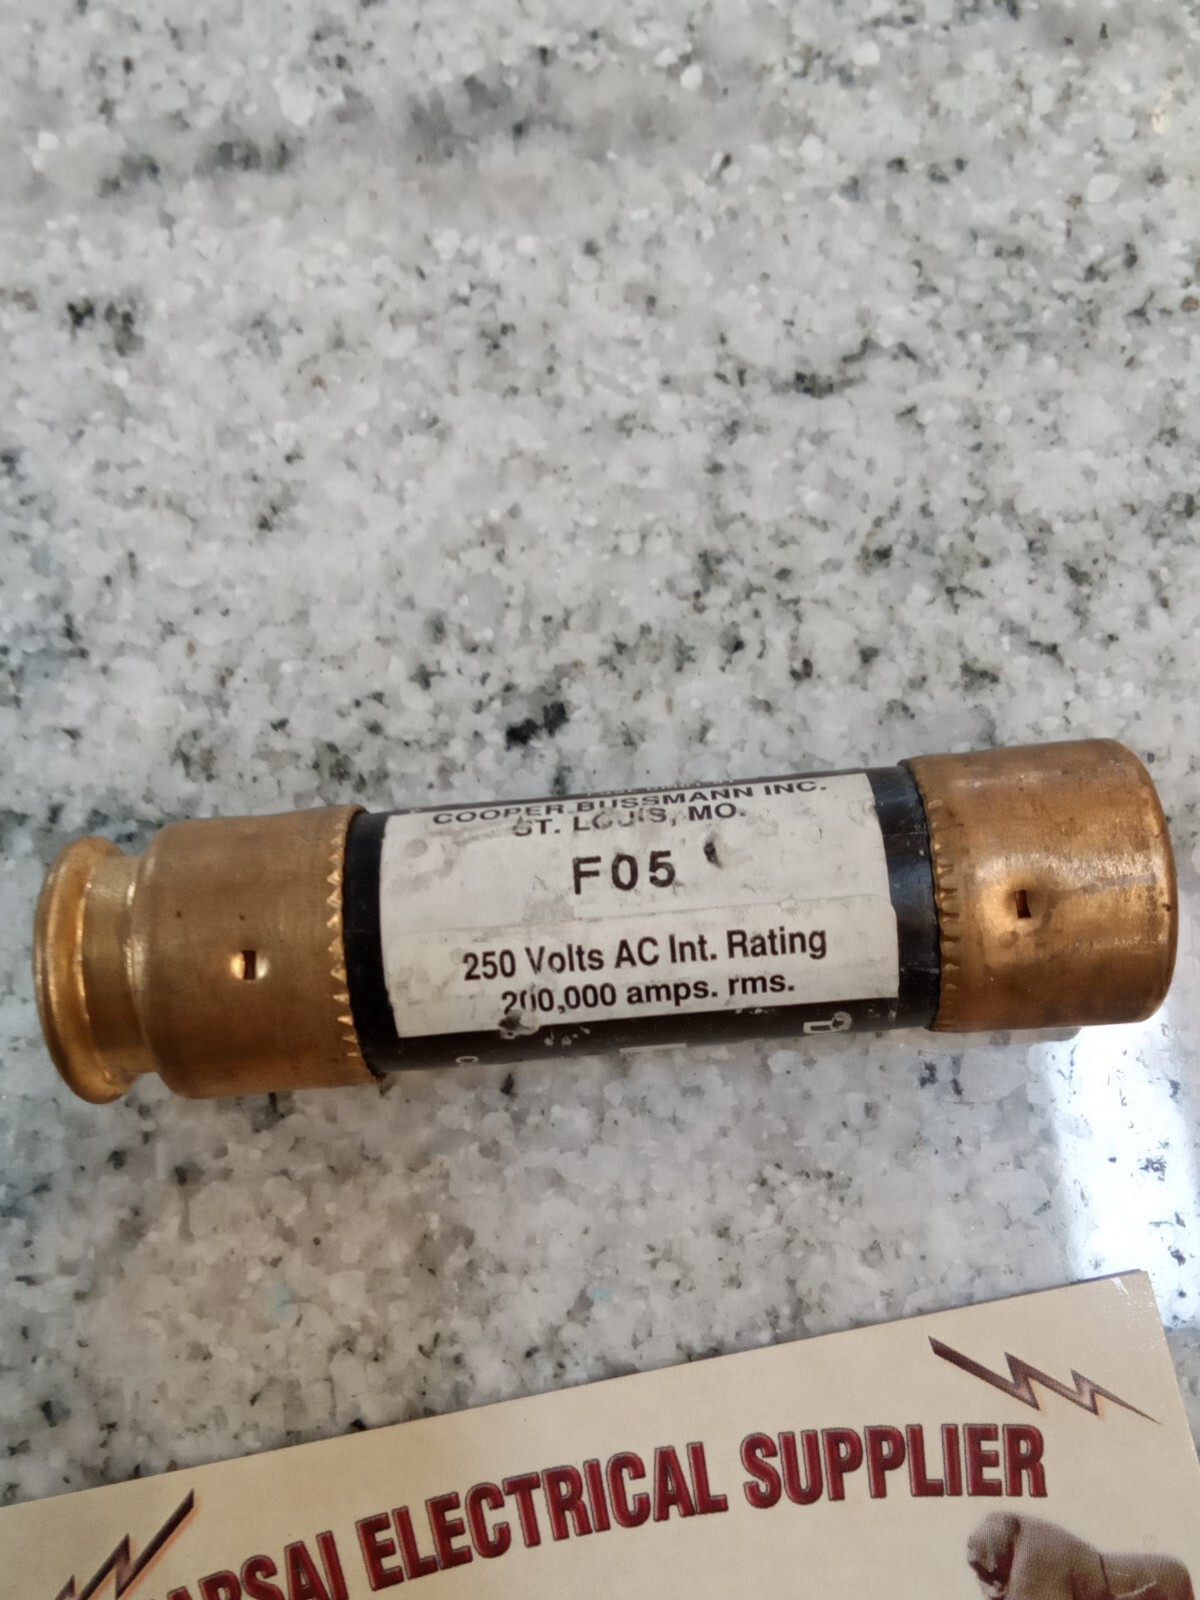 COOPER BUSSMANN INC.
ST. LOUIS, MO.
F05
250 Volts AC Int. Rating
200,000 amps. rms.
ELECTRICAL SUPPLIER